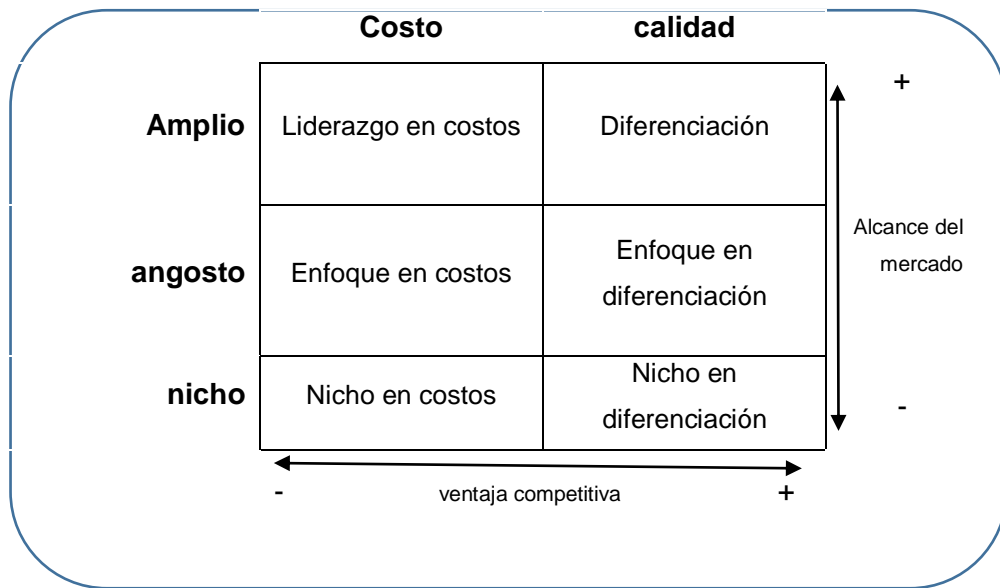 Costo calidad
+
Amplio Liderazgo en costos Diferenciación
Alcance del
mercado
angosto Enfoque en costos Enfoque en
diferenciación
nicho Nicho en costos Nicho en
diferenciación
-
- ventaja competitiva +